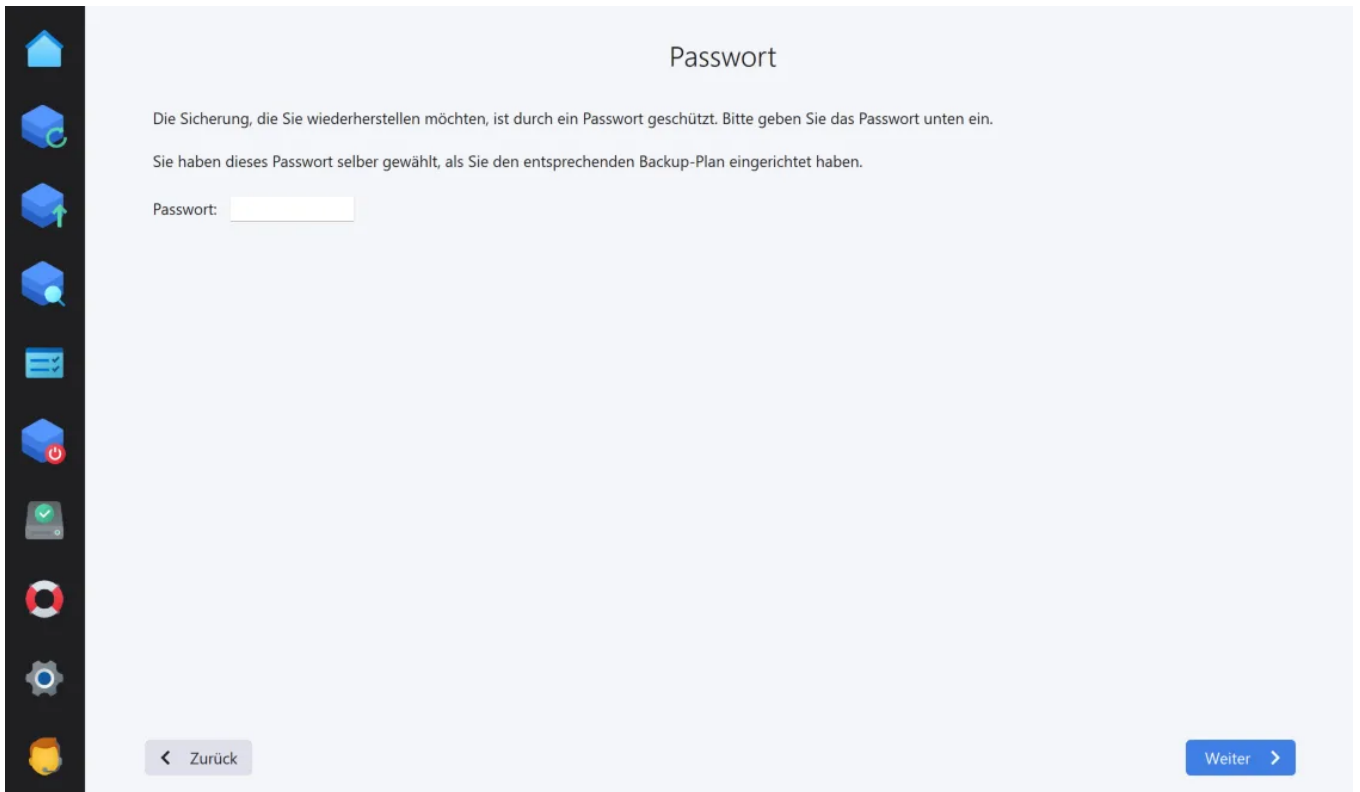 Passwort
Die Sicherung, die Sie wiederherstellen möchten, ist durch ein Passwort geschützt. Bitte geben Sie das Passwort unten ein.
Sie haben dieses Passwort selber gewählt, als Sie den entsprechenden Backup-Plan eingerichtet haben.
Passwort:
Zurück
Weiter